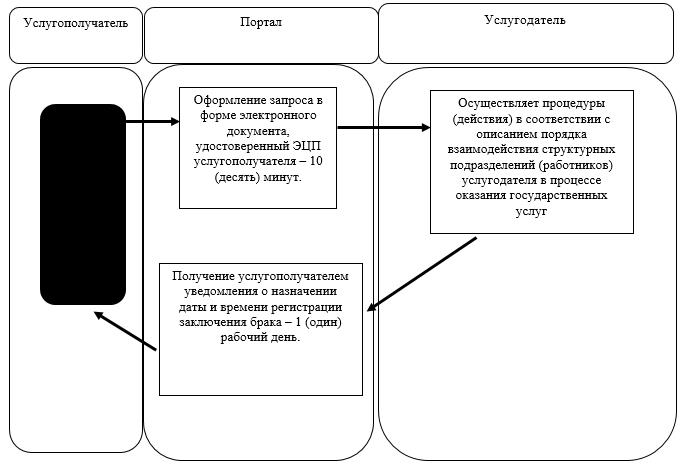 Услугополучатель
Портал
Услугодатель
Оформление запроса в
форме электронного
документа,
удостоверенный ЭЦП
услугополучателя – 10
(десять) минут.
Осуществляет процедуры
(действия) в соответствии с
описанием порядка
взаимодействия структурных
подразделений (работников)
услугодателя в процессе
оказания государственных
услуг
Получение услугополучателем
уведомления о назначении
даты и времени регистрации
заключения брака – 1 (один)
рабочий день.